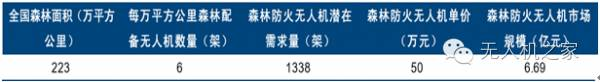 全国森林面积（万平方公里）
每万平方公里森林配备无人机数量（架）
森林防火无人机潜在需求量（架）
森林防火无人机单价（万元）
森林防火无人机市场规模（亿元）
223
6
1338
50
6.69
无人机之家